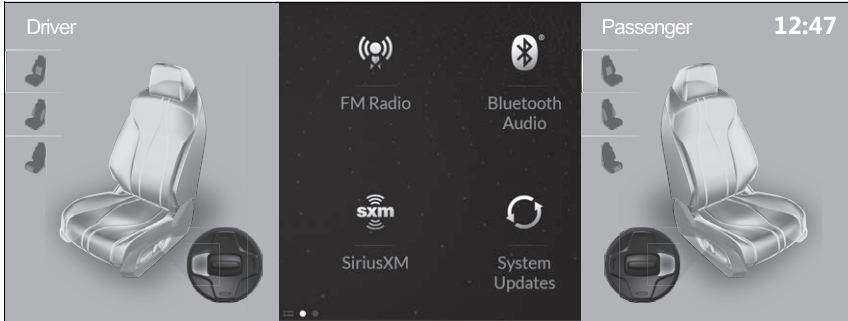 Driver
Passenger 12:47
FM Radio
Bluetooth
Audio
sxm
SiriusXM
System
Updates